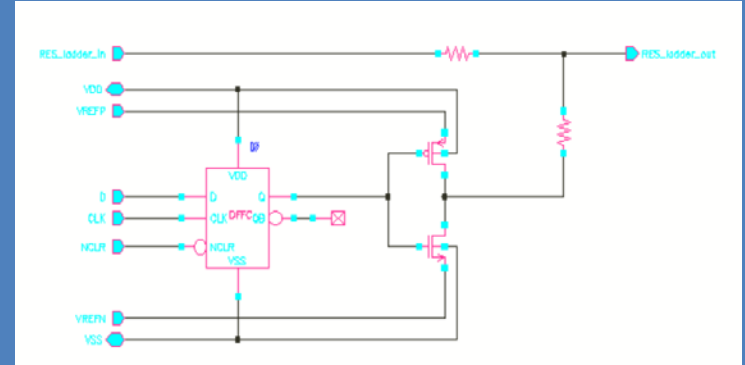 RES_ladder_in
RES_ladder_out
VDD
VREFP
VDD
D
D
Q
CLK
CLK
DFFC
QB
NCLR
NCLR
VSS
VREFN
VSS